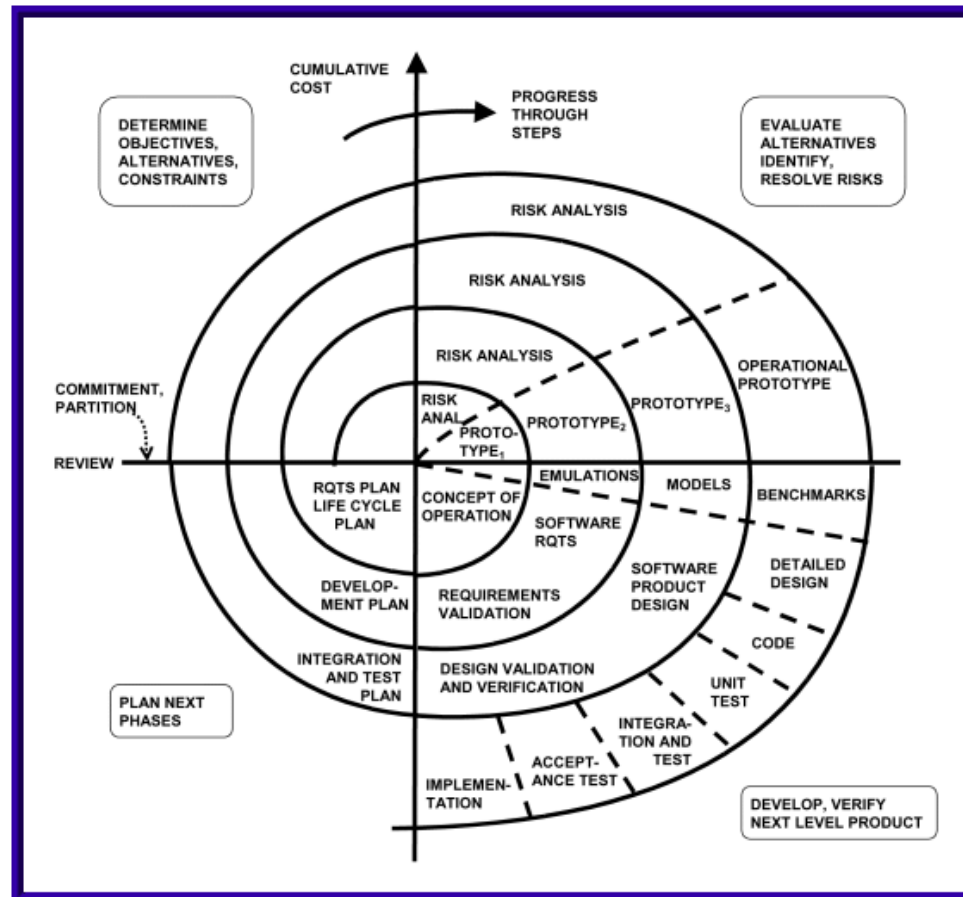 CUMULATIVE
COST
PROGRESS
THROUGH
STEPS
DETERMINE
OBJECTIVES,
ALTERNATIVES,
CONSTRAINTS
EVALUATE
ALTERNATIVES
IDENTIFY,
RESOLVE RISKS
RISK ANALYSIS
RISK ANALYSIS
RISK ANALYSIS
RISK
ANAL.
OPERATIONAL
PROTOTYPE
PROTOTYPE₃
PROTOTYPE₂
PROTO-
TYPE₁
COMMITMENT,
PARTITION
REVIEW
EMULATIONS
MODELS
BENCHMARKS
RQTS PLAN
LIFE CYCLE
PLAN
CONCEPT OF
OPERATION
SOFTWARE
RQTS
SOFTWARE
PRODUCT
DESIGN
DETAILED
DESIGN
DEVELOP-
MENT PLAN
REQUIREMENTS
VALIDATION
CODE
INTEGRATION
AND TEST
PLAN
DESIGN VALIDATION
AND VERIFICATION
UNIT
TEST
PLAN NEXT
PHASES
INTEGRA-
TION AND
TEST
ACCEPT-
ANCE TEST
IMPLEMEN-
TATION
DEVELOP, VERIFY
NEXT LEVEL PRODUCT